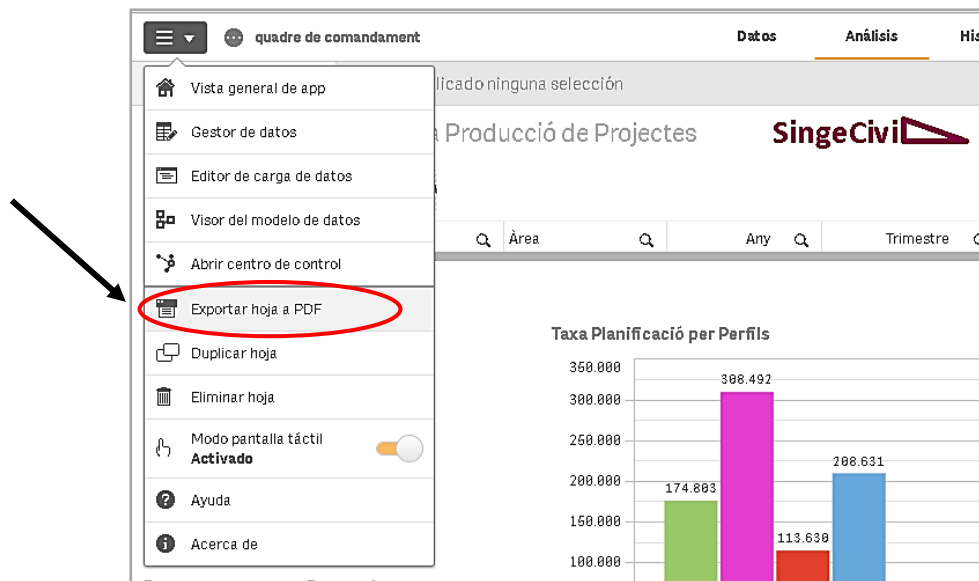 quadre de comandament
Datos
Análisis
Vista general de app
licado ninguna selección
Gestor de datos
Producció de Projectes
SingeCivil
Editor de carga de datos
Visor del modelo de datos
Àrea
Any
Trimestre
Abrir centro de control
Exportar hoja a PDF
Duplicar hoja
Eliminar hoja
Modo pantalla táctil
Activado
Ayuda
Acerca de
Taxa Planificació per Perfils
350.000
300.000
250.000
200.000
150.000
100.000
174.803
308.492
113.630
208.631